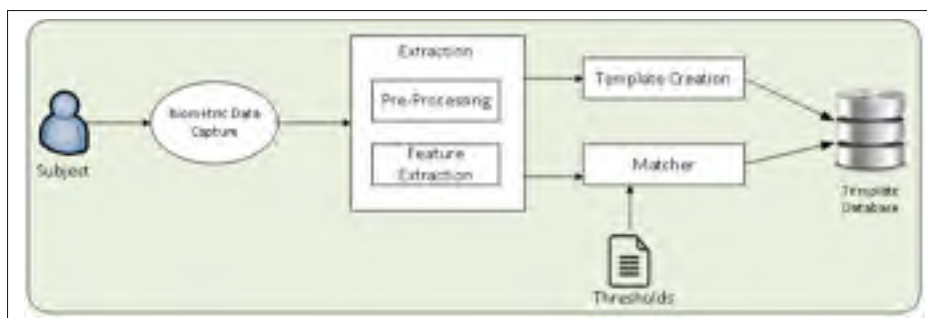 Extraction
Template Creation
Pre-Processing
Biometric Data
Capture
Feature
Extraction
Matcher
Subject
Template
Database
Thresholds